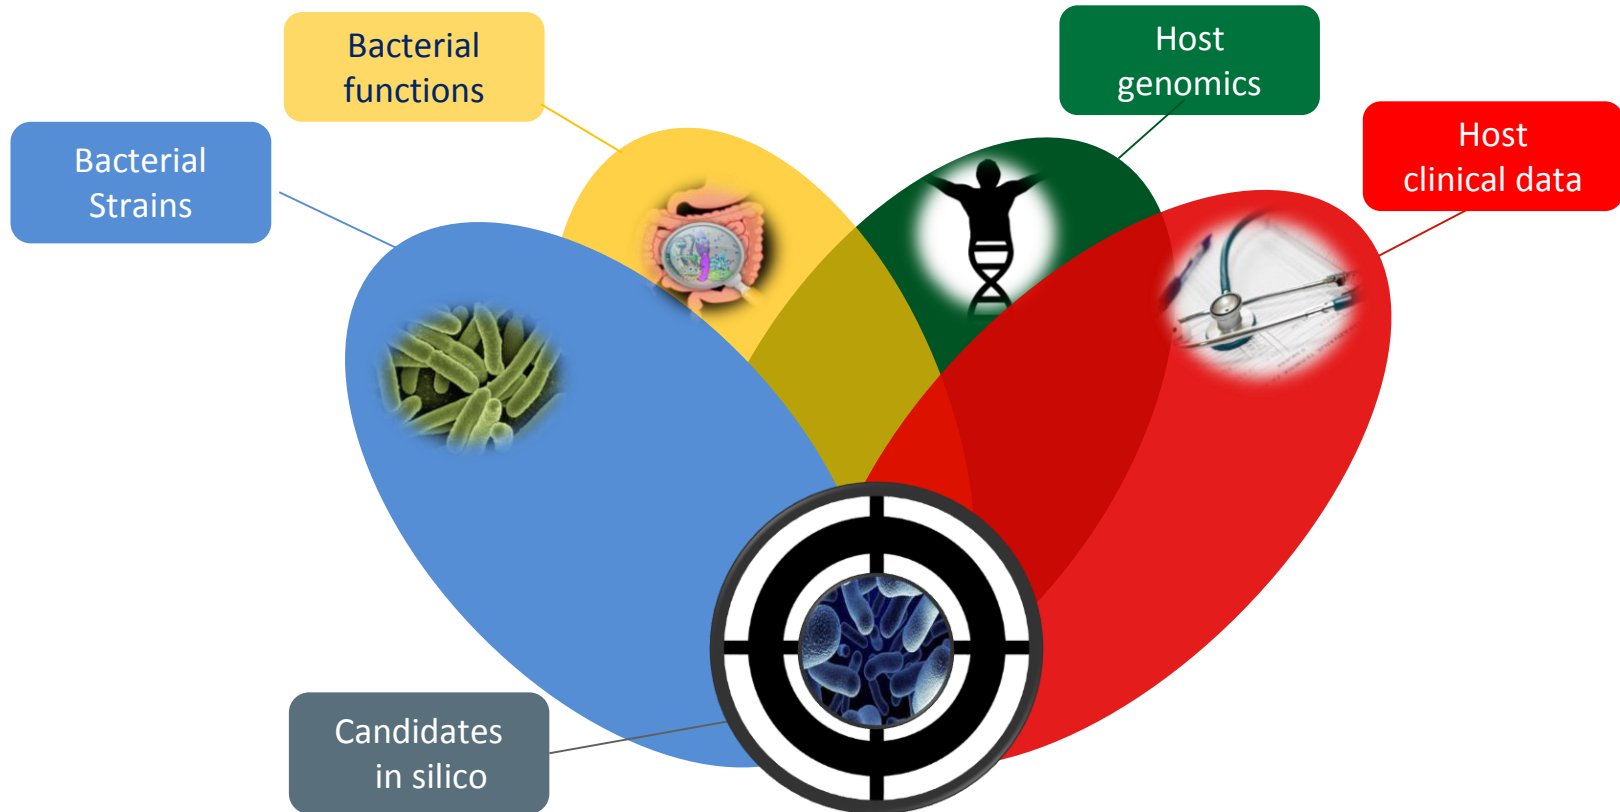 Bacterial
functions
Host
genomics
Bacterial
Strains
Host
clinical data
Candidates
in silico